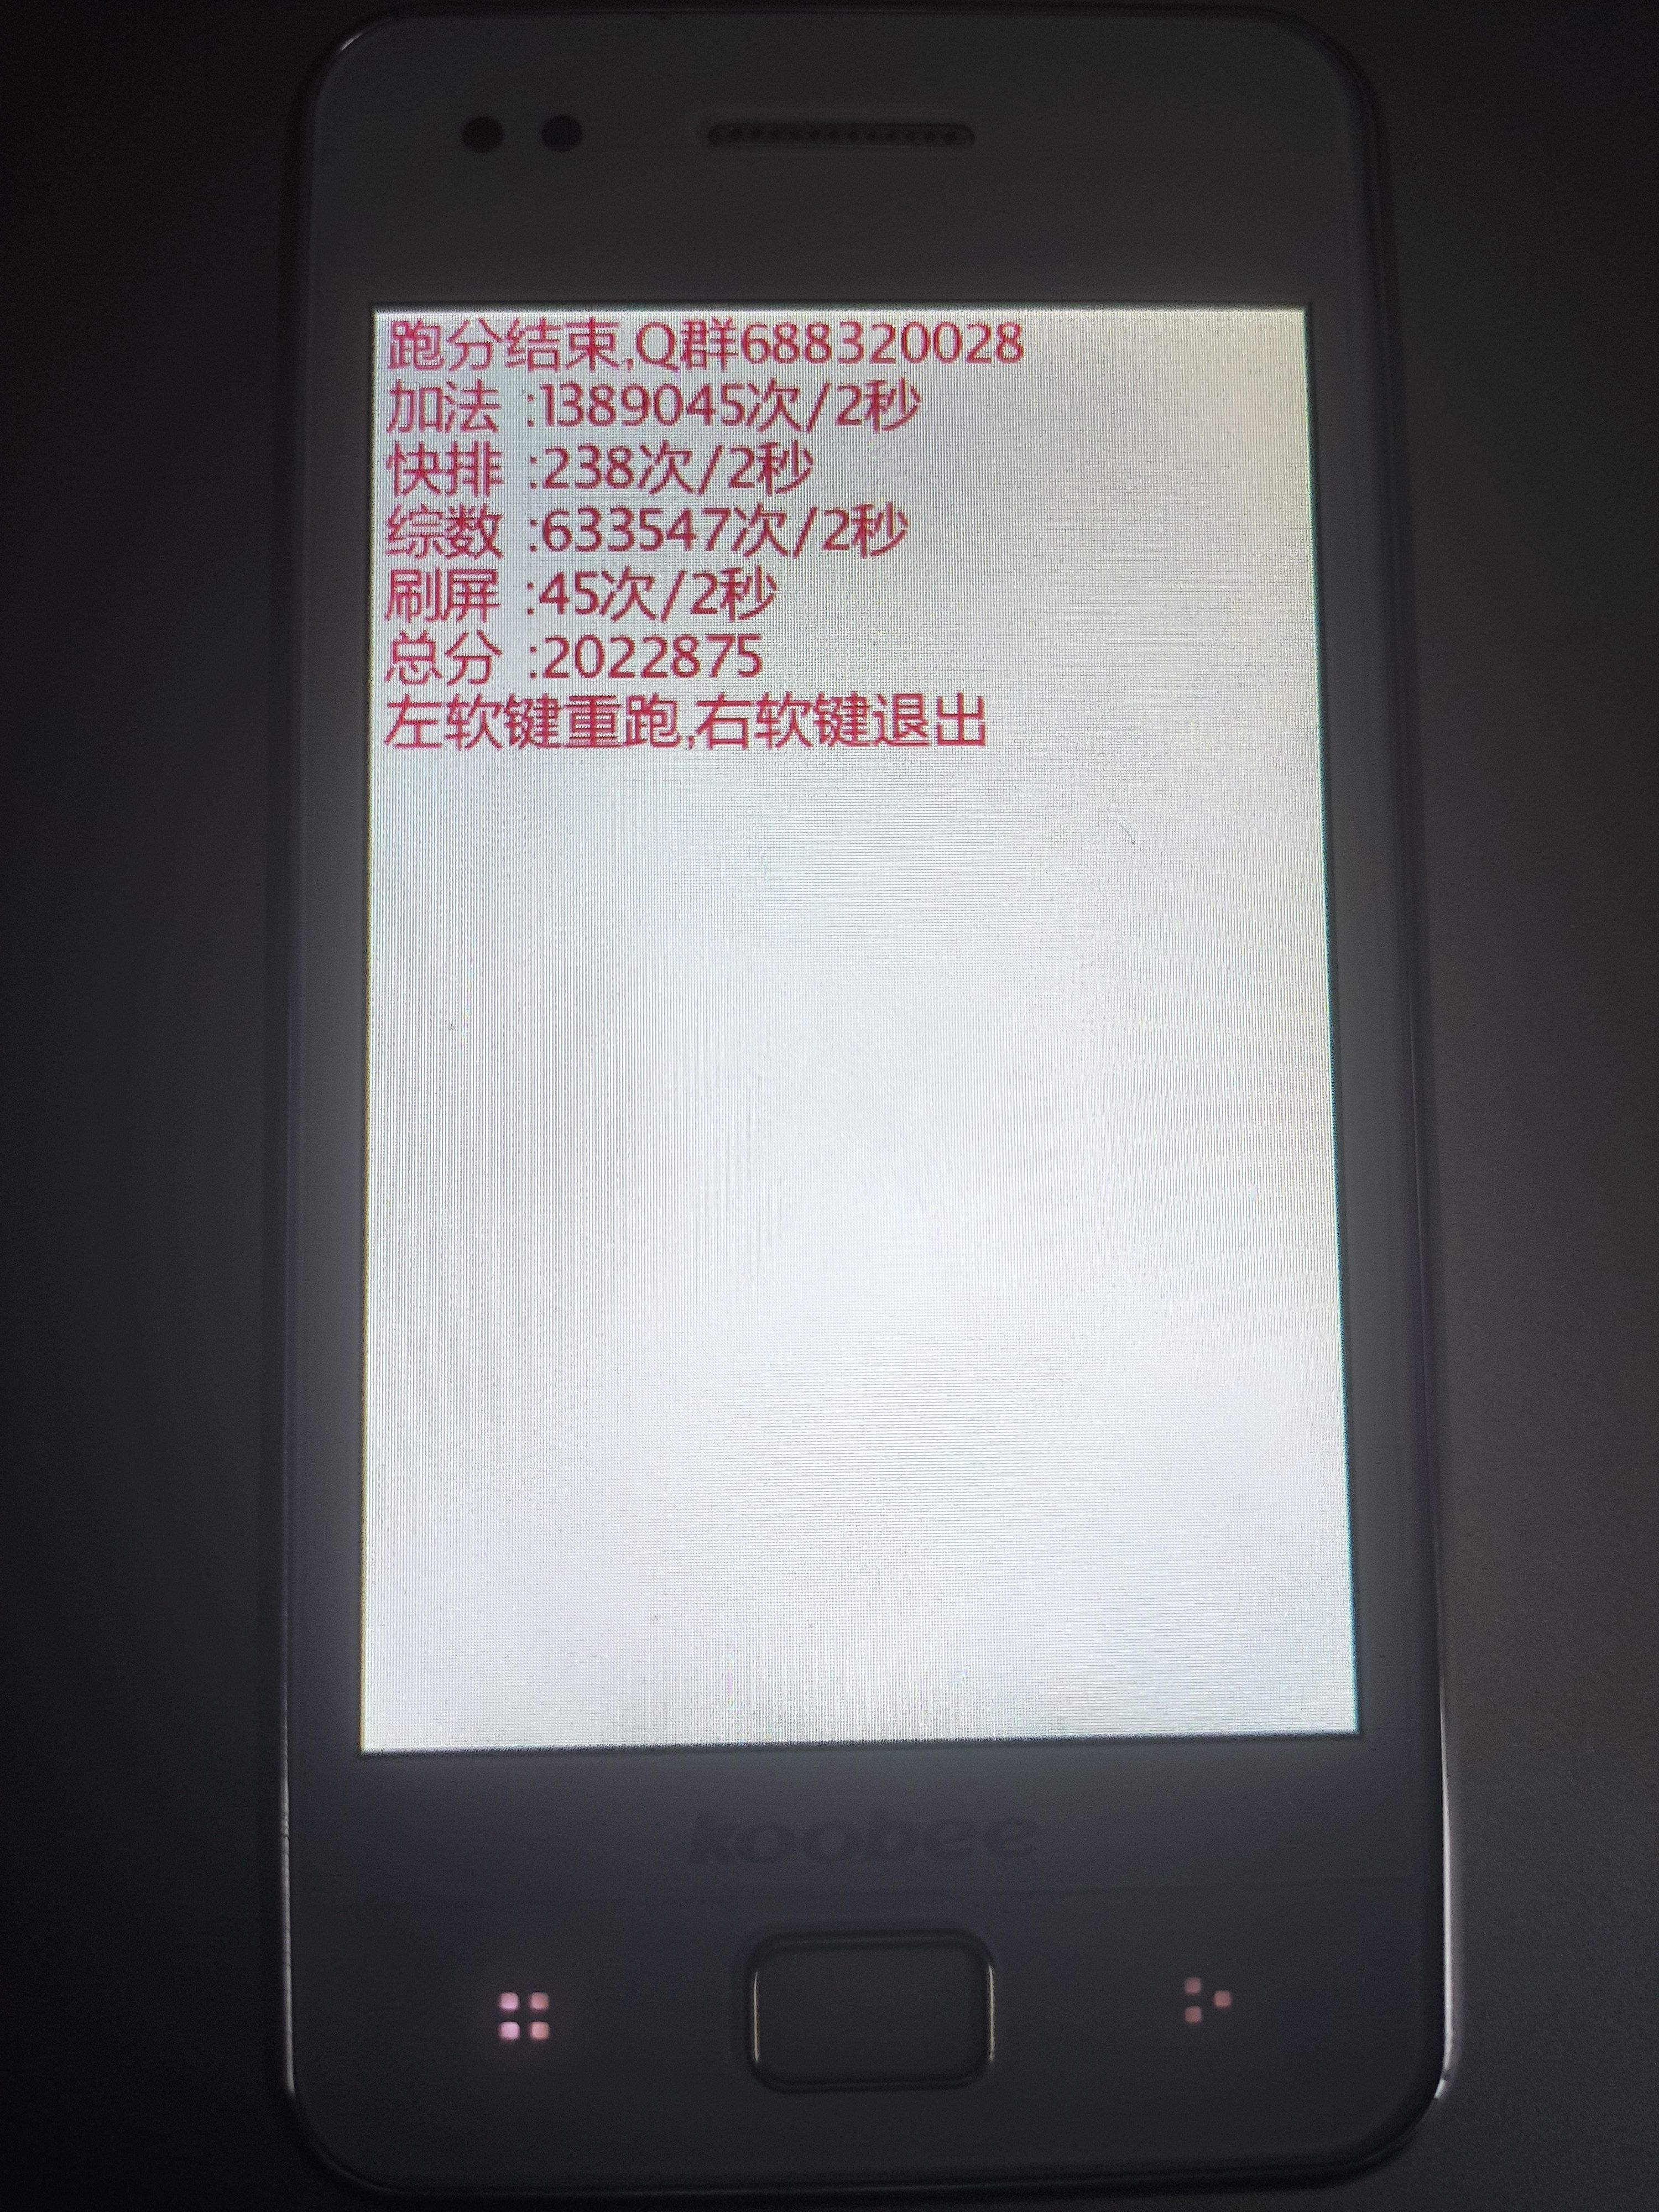 跑分结束,Q群688320028
加法 :1389045次/2秒
快排 :238次/2秒
综数 :633547次/2秒
刷屏 :45次/2秒
总分 :2022875
左软键重跑,右软键退出
koobee